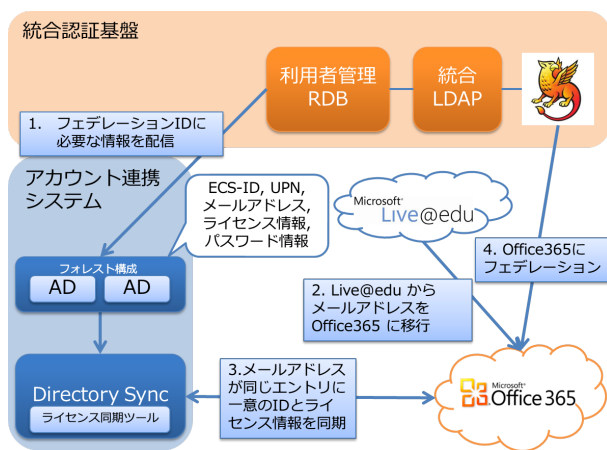 統合認証基盤
利用者管理
RDB
統合
LDAP
1. フェデレーションIDに
必要な情報を配信
アカウント連携
システム
ECS-ID, UPN,
メールアドレス,
ライセンス情報,
パスワード情報
Microsoft®
Live@edu
4. Office365に
フェデレーション
フォレスト構成
AD AD
2. Live@edu から
メールアドレスを
Office365 に移行
Directory Sync
ライセンス同期ツール
3.メールアドレス
が同じエントリに
一意のIDとライ
センス情報を同期
Microsoft®
Office 365